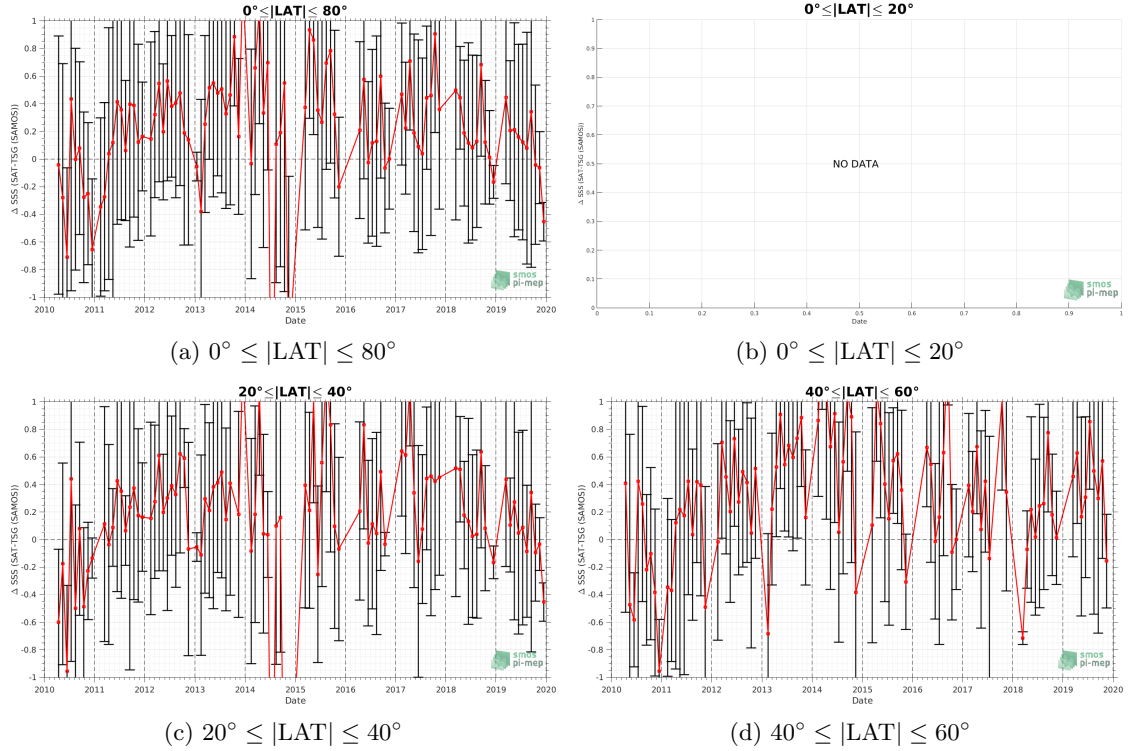 0°≤|LAT|≤ 80°
Δ SSS (SAT-TSG (SAMOS))
1
0.8
0.6
0.4
0.2
0
-0.2
-0.4
-0.6
-0.8
-1
2010 2011 2012 2013 2014 2015 2016 2017 2018 2019 2020
Date
smos
pi-mep
(a) 0° ≤ |LAT| ≤ 80°
0°≤|LAT|≤ 20°
Δ SSS (SAT-TSG (SAMOS))
1
0.9
0.8
0.7
0.6
0.5
0.4
0.3
0.2
0.1
0
NO DATA
0 0.1 0.2 0.3 0.4 0.5 0.6 0.7 0.8 0.9 1
Date
smos
pi-mep
(b) 0° ≤ |LAT| ≤ 20°
20°≤|LAT|≤ 40°
Δ SSS (SAT-TSG (SAMOS))
1
0.8
0.6
0.4
0.2
0
-0.2
-0.4
-0.6
-0.8
-1
2010 2011 2012 2013 2014 2015 2016 2017 2018 2019 2020
Date
smos
pi-mep
(c) 20° ≤ |LAT| ≤ 40°
40°≤|LAT|≤ 60°
Δ SSS (SAT-TSG (SAMOS))
1
0.8
0.6
0.4
0.2
0
-0.2
-0.4
-0.6
-0.8
-1
2010 2011 2012 2013 2014 2015 2016 2017 2018 2019 2020
Date
smos
pi-mep
(d) 40° ≤ |LAT| ≤ 60°